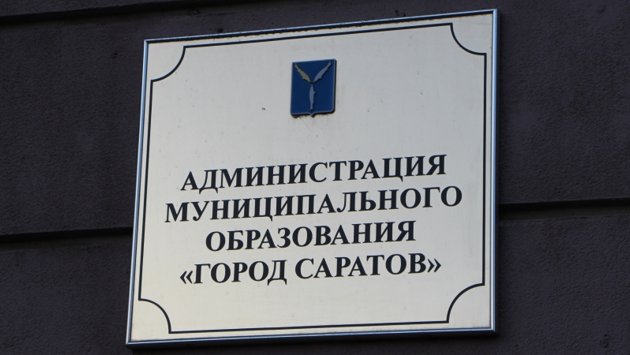 АДМИНИСТРАЦИЯ
МУНИЦИПАЛЬНОГО
ОБРАЗОВАНИЯ
«ГОРОД САРАТОВ»